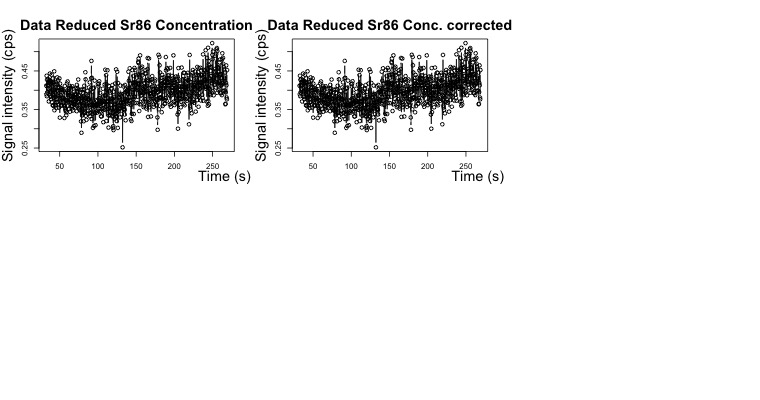 Data Reduced Sr86 Concentration
Signal intensity (cps)
0.25 0.35 0.45
50 100 150 200 250
Time (s)
Data Reduced Sr86 Conc. corrected
Signal intensity (cps)
0.25 0.35 0.45
50 100 150 200 250
Time (s)